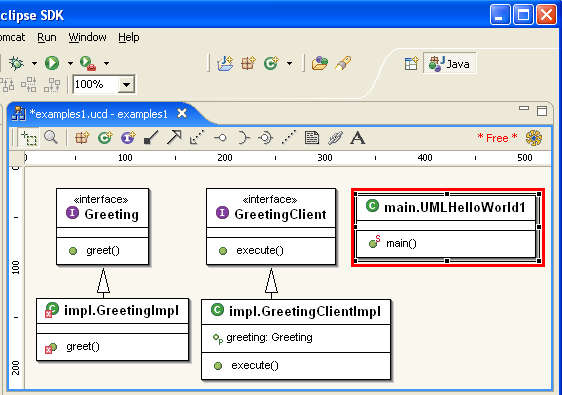 clipse SDK
omcat Run Window Help
Java
100%
*examples1.ucd - examples1
* Free *
0 100 200 300 400 500
0
100
200
«interface»
Greeting
greet()
«interface»
GreetingClient
execute()
main.UMLHelloWorld1
main()
impl.GreetingImpl
greet()
impl.GreetingClientImpl
greeting: Greeting
execute()